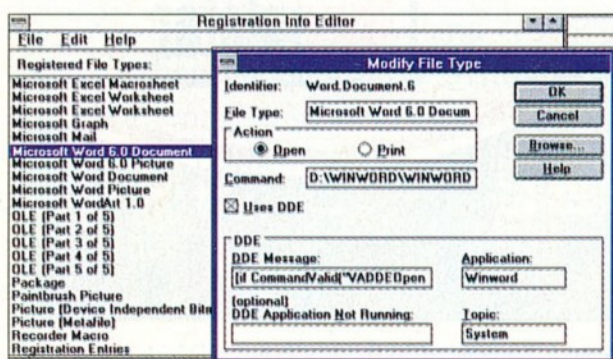 Registration Info Editor
File Edit Help
Registered File Types:
Microsoft Excel Macrosheet
Microsoft Excel Worksheet
Microsoft Excel Worksheet
Microsoft Graph
Microsoft Mail
Microsoft Word 6.0 Document
Microsoft Word 6.0 Picture
Microsoft Word Document
Microsoft Word Picture
Microsoft WordArt 1.0
OLE (Part 1 of 5)
OLE (Part 2 of 5)
OLE (Part 3 of 5)
OLE (Part 4 of 5)
OLE (Part 5 of 5)
Package
Paintbrush Picture
Picture (Device Independent Bitm
Picture (Metafile)
Recorder Macro
Registration Entries
Modify File Type
Identifier: Word.Document.6
File Type: Microsoft Word 6.0 Docum
Action
Open Print
Command: D:\WINWORD\WINWORD
Uses DDE
OK
Cancel
Browse...
Help
DDE
DDE Message: Application:
[if CommandValid("VADDEOpen Winword
(optional)
DDE Application Not Running: Topic:
System